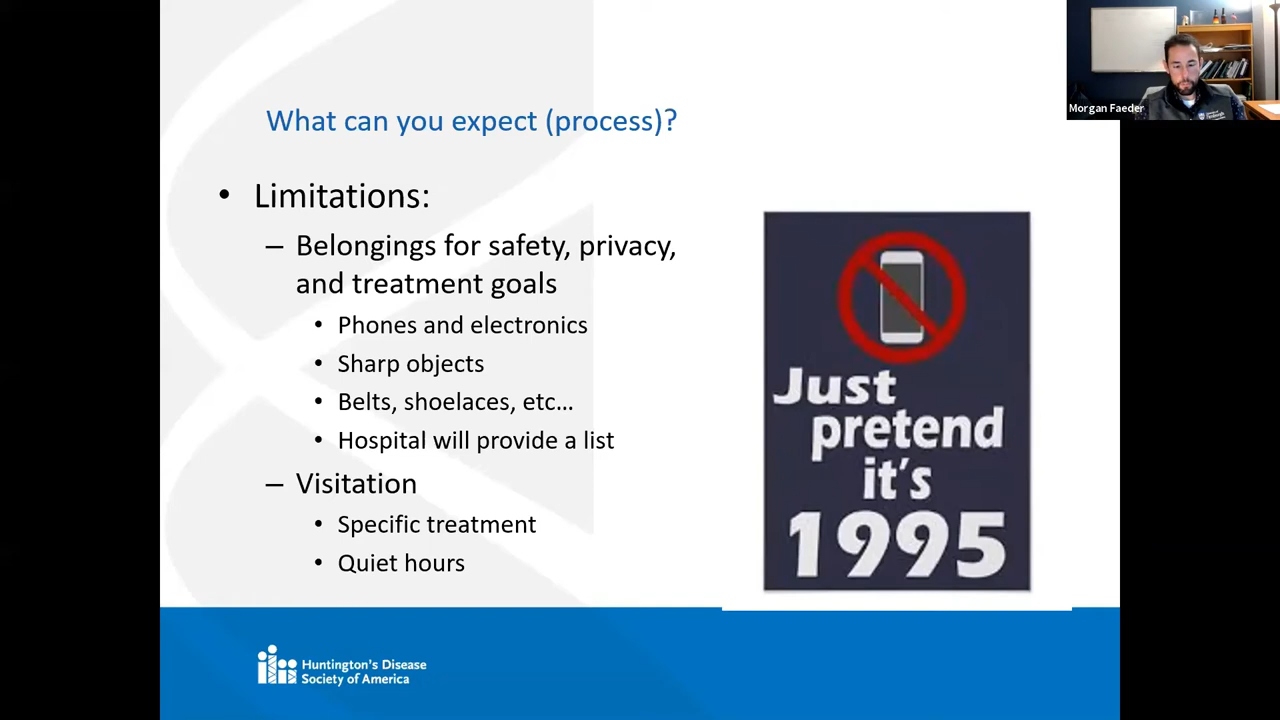 What can you expect (process)?
Morgan Faeder
• Limitations:
– Belongings for safety, privacy,
and treatment goals
• Phones and electronics
• Sharp objects
• Belts, shoelaces, etc…
• Hospital will provide a list
– Visitation
• Specific treatment
• Quiet hours
Just
pretend
it's
1995
Huntington's Disease
Society of America